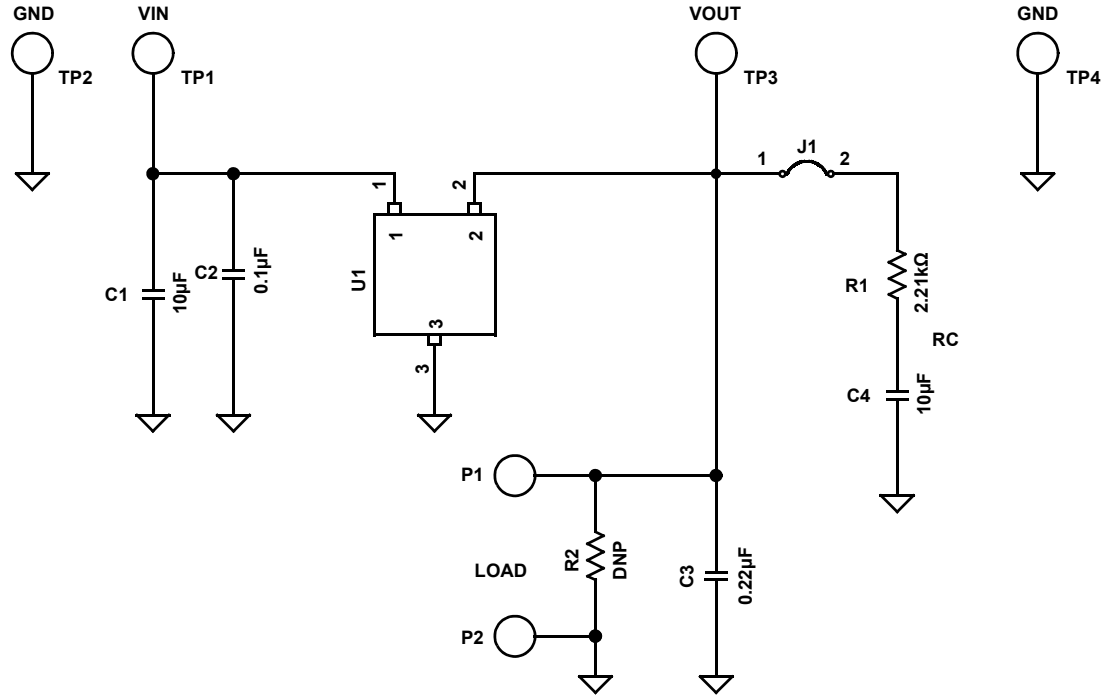 GND
VIN
VOUT
GND
TP2
TP1
TP3
TP4
J1
1
2
1
2
1
2
U1
3
3
C1
10µF
C2
0.1µF
R1
2.21kΩ
RC
C4
10µF
P1
R2
DNP
LOAD
C3
0.22µF
P2